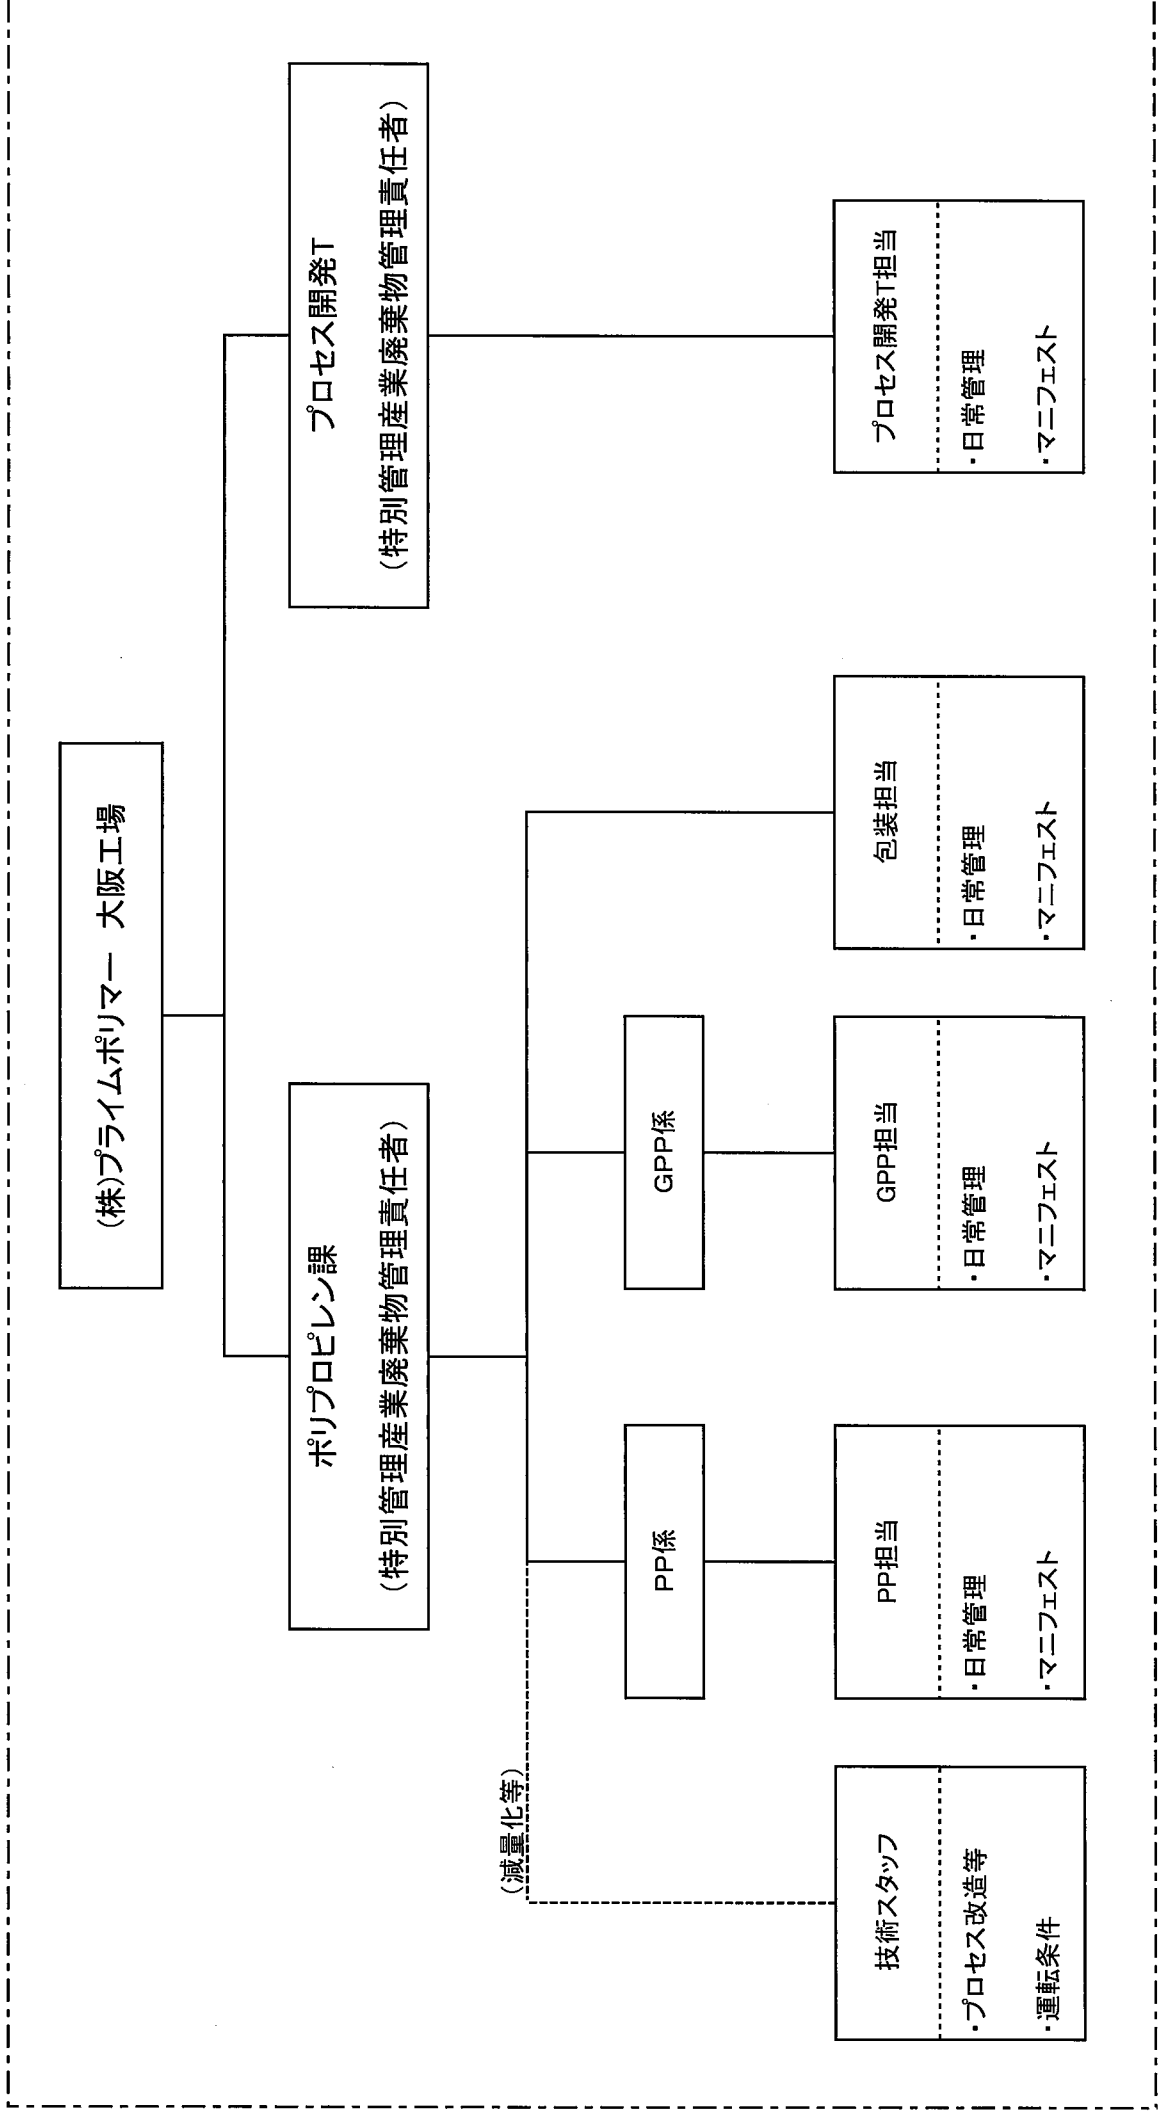 (株)プライムポリマー 大阪工場
ポリプロピレン課
(特別管理産業廃棄物管理責任者)
プロセス開発T
(特別管理産業廃棄物管理責任者)
(減量化等)
PP係
GPP係
技術スタッフ
・プロセス改造等
・運転条件
PP担当
・日常管理
・マニフェスト
GPP担当
・日常管理
・マニフェスト
包装担当
・日常管理
・マニフェスト
プロセス開発T担当
・日常管理
・マニフェスト